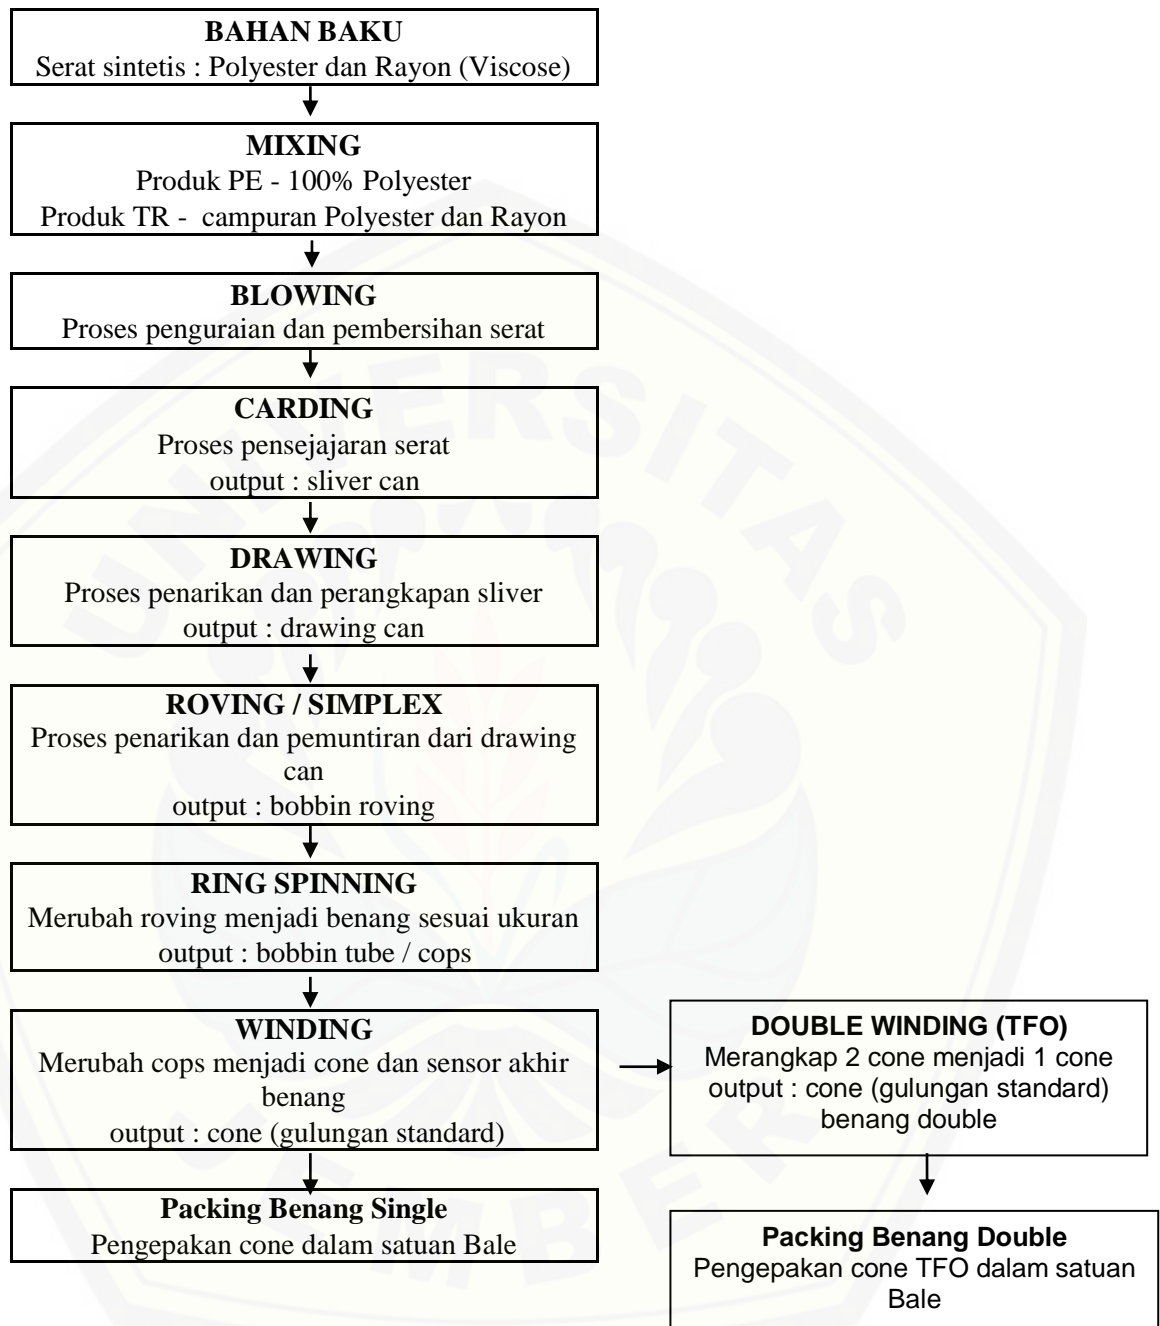 BAHAN BAKU
Serat sintetis : Polyester dan Rayon (Viscose)
MIXING
Produk PE - 100% Polyester
Produk TR - campuran Polyester dan Rayon
BLOWING
Proses penguraian dan pembersihan serat
CARDING
Proses pensejajaran serat
output : sliver can
DRAWING
Proses penarikan dan perangkapan sliver
output : drawing can
ROVING / SIMPLEX
Proses penarikan dan pemuntiran dari drawing
can
output : bobbin roving
RING SPINNING
Merubah roving menjadi benang sesuai ukuran
output : bobbin tube / cops
WINDING
Merubah cops menjadi cone dan sensor akhir
benang
output : cone (gulungan standard)
DOUBLE WINDING (TFO)
Merangkap 2 cone menjadi 1 cone
output : cone (gulungan standard)
benang double
Packing Benang Single
Pengepakan cone dalam satuan Bale
Packing Benang Double
Pengepakan cone TFO dalam satuan
Bale
UNIVERSITAS
JEMBER